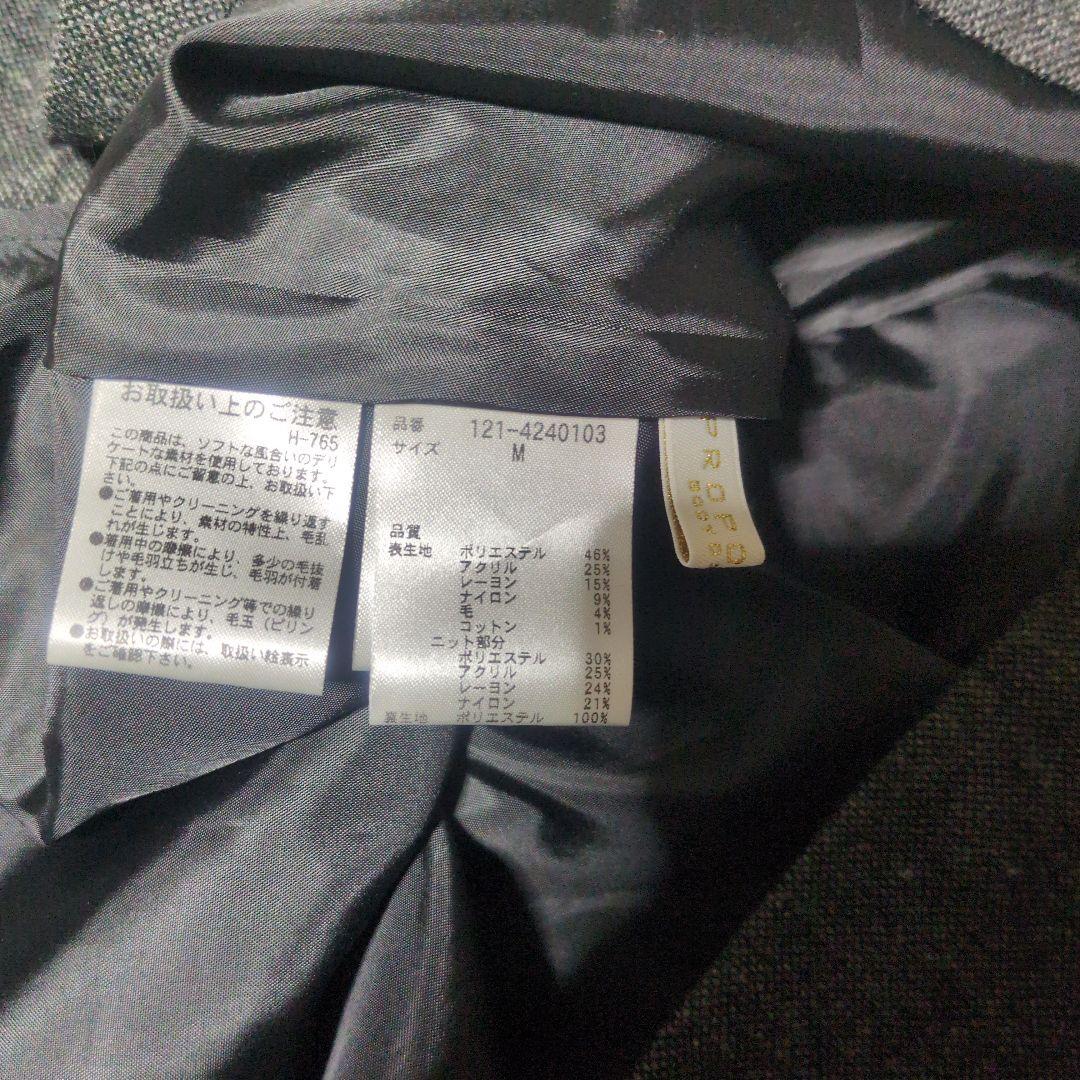 お取扱い上のご注意
H-765
この商品は、ソフトな風合いのデリ
ケートな素材を使用しております。
下記の点にご留意の上、お取扱い下
さい。
●ご着用やクリーニングを繰り返す
ことにより、素材の特性上、毛乱
れが生じます。
●着用中の摩擦により、多少の毛抜
けや毛羽立ちが生じ、毛羽が付着
します。
●ご着用やクリーニング等での繰り
返しの摩擦により、毛玉（ピリン
グ）が発生します。
●お取扱いの際には、取扱い絵表示
をご確認下さい。
品番 121-4240103
サイズ M
品質
表生地 ポリエステル 46%
アクリル 25%
レーヨン 15%
ナイロン 9%
毛 4%
コットン 1%
ニット部分
ポリエステル 30%
アクリル 25%
レーヨン 24%
ナイロン 21%
裏生地 ポリエステル 100%
PROPO
BODY